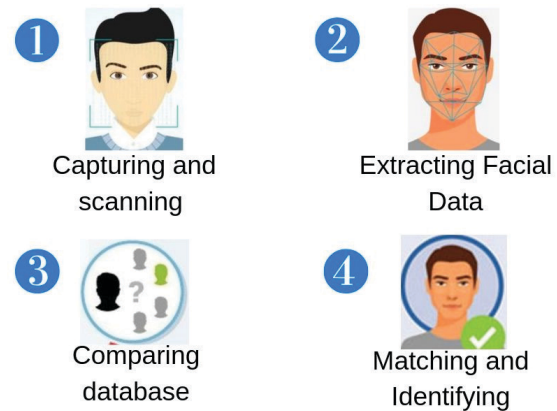 1
Capturing and
scanning
2
Extracting Facial
Data
3
?
Comparing
database
4
Matching and
Identifying